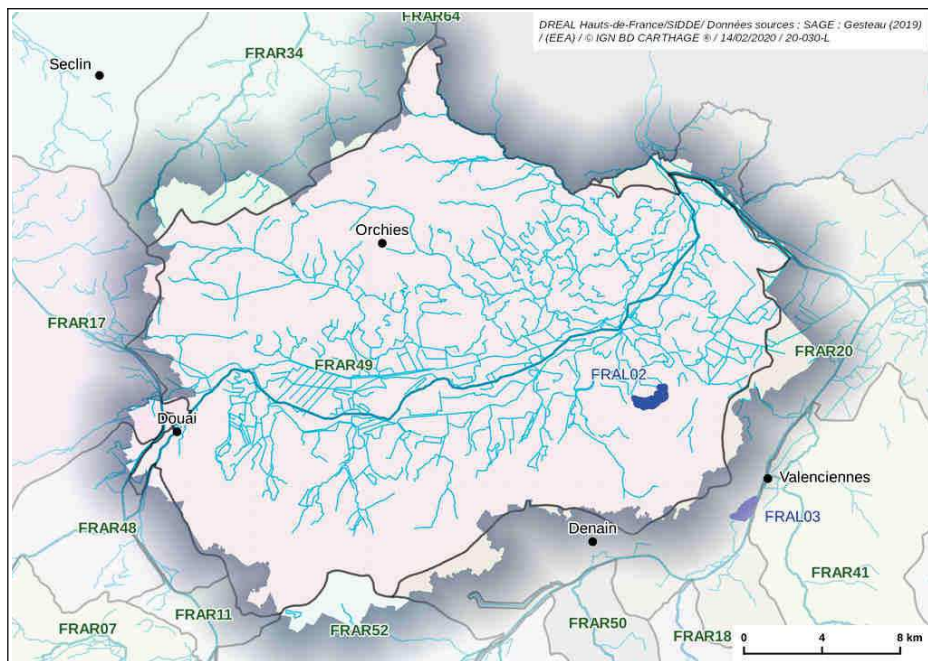 FRAR64
DREAL Hauts-de-France/SIDDE/ Données sources : SAGE : Gesteau (2019)
/ (EEA) / © IGN BD CARTHAGE ® / 14/02/2020 / 20-030-L
FRAR34
Seclin
Orchies
FRAR17
FRAR20
FRAR49
FRAL02
Douai
Valenciennes
FRAL03
FRAR48
Denain
FRAR41
FRAR11
FRAR07
FRAR52
FRAR50
FRAR18
0 4 8 km